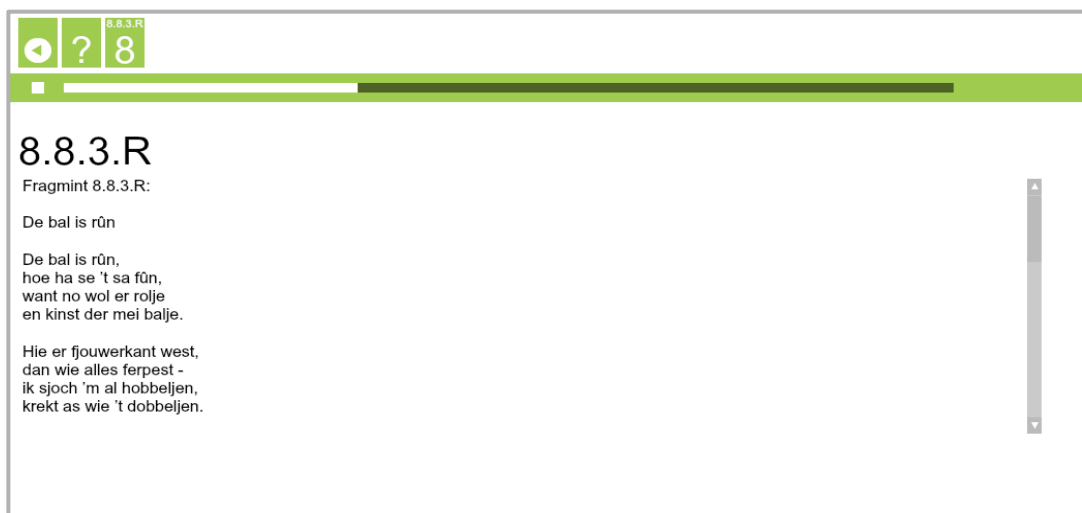 8.8.3.R
?
8
8.8.3.R
Fragmint 8.8.3.R:
De bal is rûn
De bal is rûn,
hoe ha se 't sa fûn,
want no wol er rolje
en kinst der mei balje.
Hie er fjouwerkant west,
dan wie alles ferpest -
ik sjoch 'm al hobbeljen,
krekt as wie 't dobbeljen.